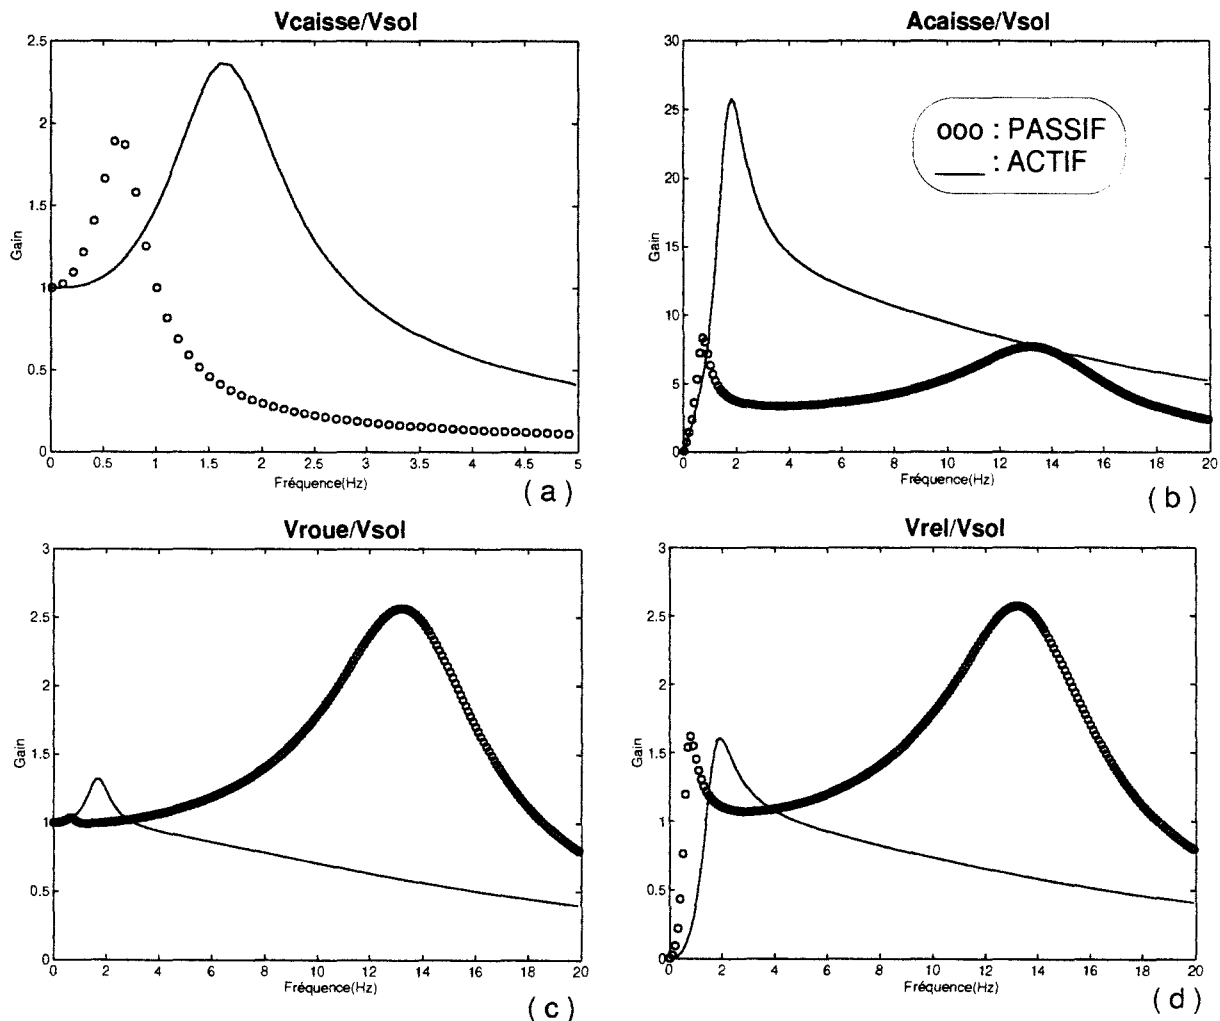 Vcaisse/Vsol
2.5
2
1.5
1
0.5
0
Gain
0 0.5 1 1.5 2 2.5 3 3.5 4 4.5 5
Fréquence(Hz)
( a )
Acaisse/Vsol
30
25
20
15
10
5
0
Gain
ooo : PASSIF
___ : ACTIF
0 2 4 6 8 10 12 14 16 18 20
Fréquence(Hz)
( b )
Vroue/Vsol
3
2.5
2
1.5
1
0.5
0
Gain
0 2 4 6 8 10 12 14 16 18 20
Fréquence(Hz)
( c )
Vrel/Vsol
3
2.5
2
1.5
1
0.5
0
Gain
0 2 4 6 8 10 12 14 16 18 20
Fréquence(Hz)
( d )